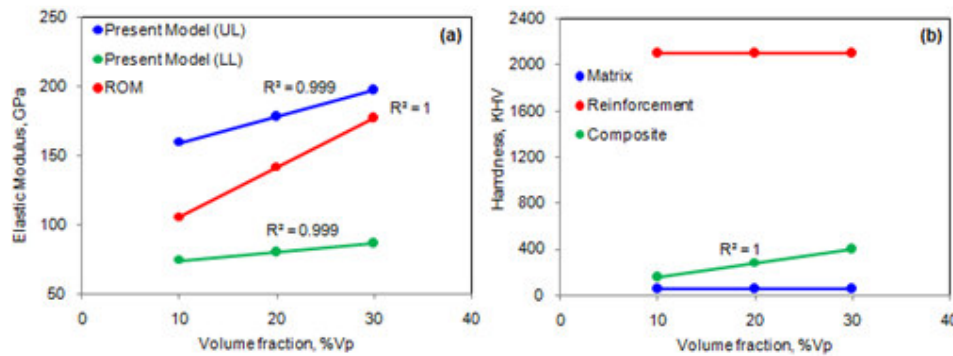 250
200
150
100
50
Elastic Modulus, GPa
Present Model (UL)
Present Model (LL)
ROM
(a)
R² = 0.999
R² = 1
R² = 0.999
0 10 20 30 40
Volume fraction, %Vp
2400
2000
1600
1200
800
400
0
Harrdness, KHV
(b)
Matrix
Reinforcement
Composite
R² = 1
0 10 20 30 40
Volume fraction, %Vp